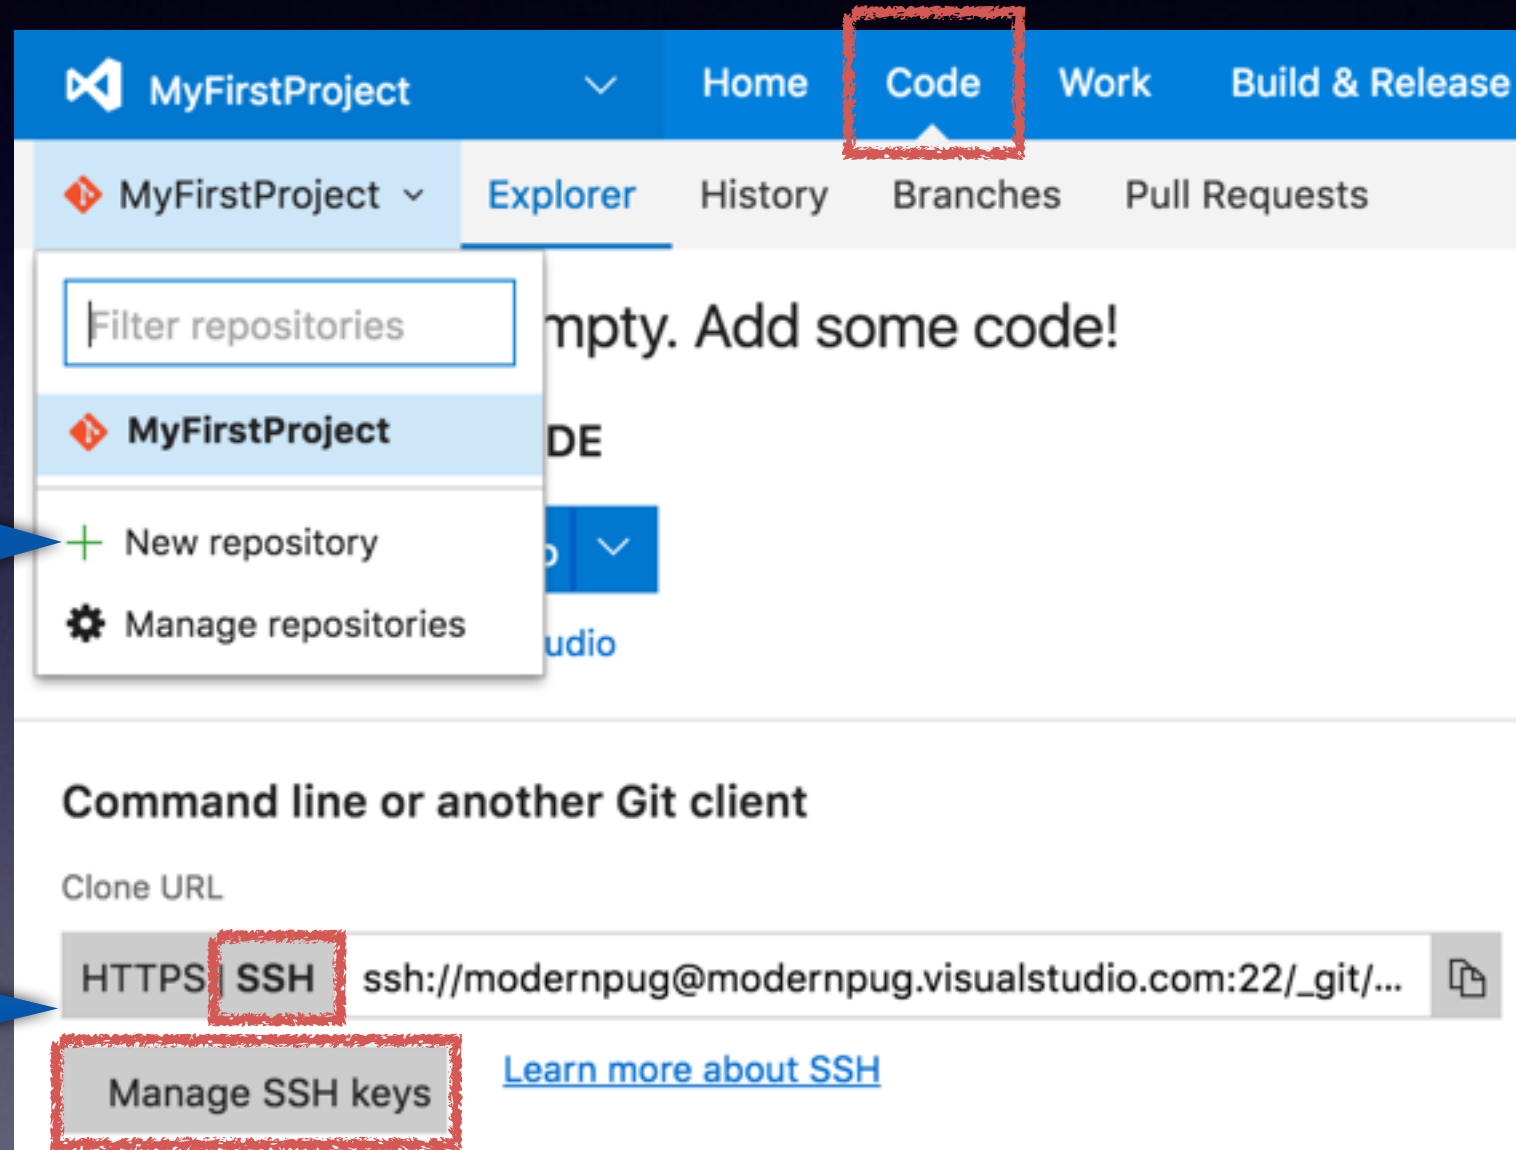 MyFirstProject Home Code Work Build & Release
MyFirstProject Explorer History Branches Pull Requests
Filter repositories
mpty. Add some code!
MyFirstProject
DE
New repository
Manage repositories
udio
Command line or another Git client
Clone URL
HTTPS | SSH ssh://modernpug@modernpug.visualstudio.com:22/_git/...
Manage SSH keys
Learn more about SSH